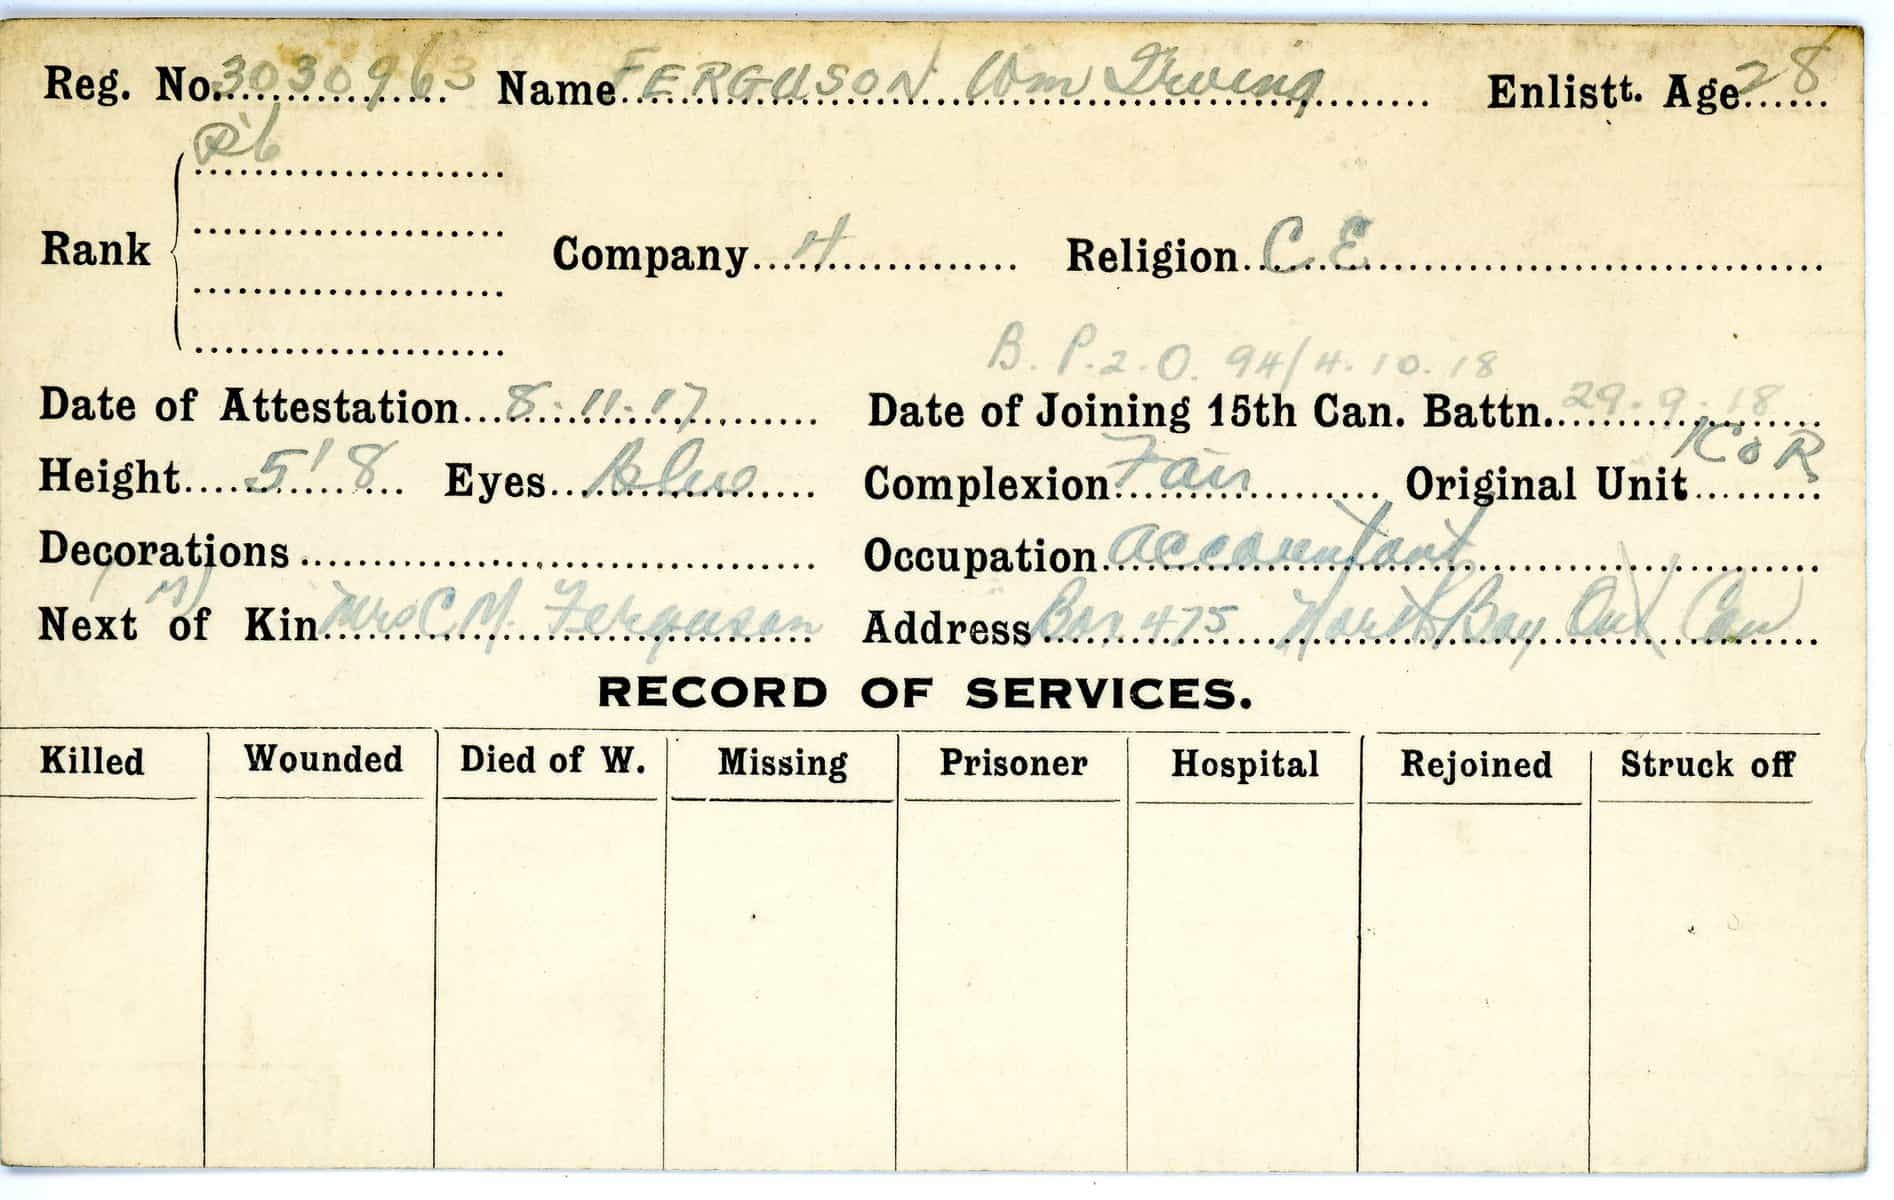 Reg. No. 3030963 Name FERGUSON Wm Irving Enlistt. Age 28
Rank Company 4 Religion C E
B. P. 2. O. 94/4.10.18
Date of Attestation 8.11.17 Date of Joining 15th Can. Battn. 29.9.18
Height 5'8 Eyes Blue Complexion Fair Original Unit 1COR
Decorations Occupation accountant
(M)
Next of Kin Mrs C. M. Ferguson Address Box 475 North Bay Ont Can
RECORD OF SERVICES.
Killed Wounded Died of W. Missing Prisoner Hospital Rejoined Struck off